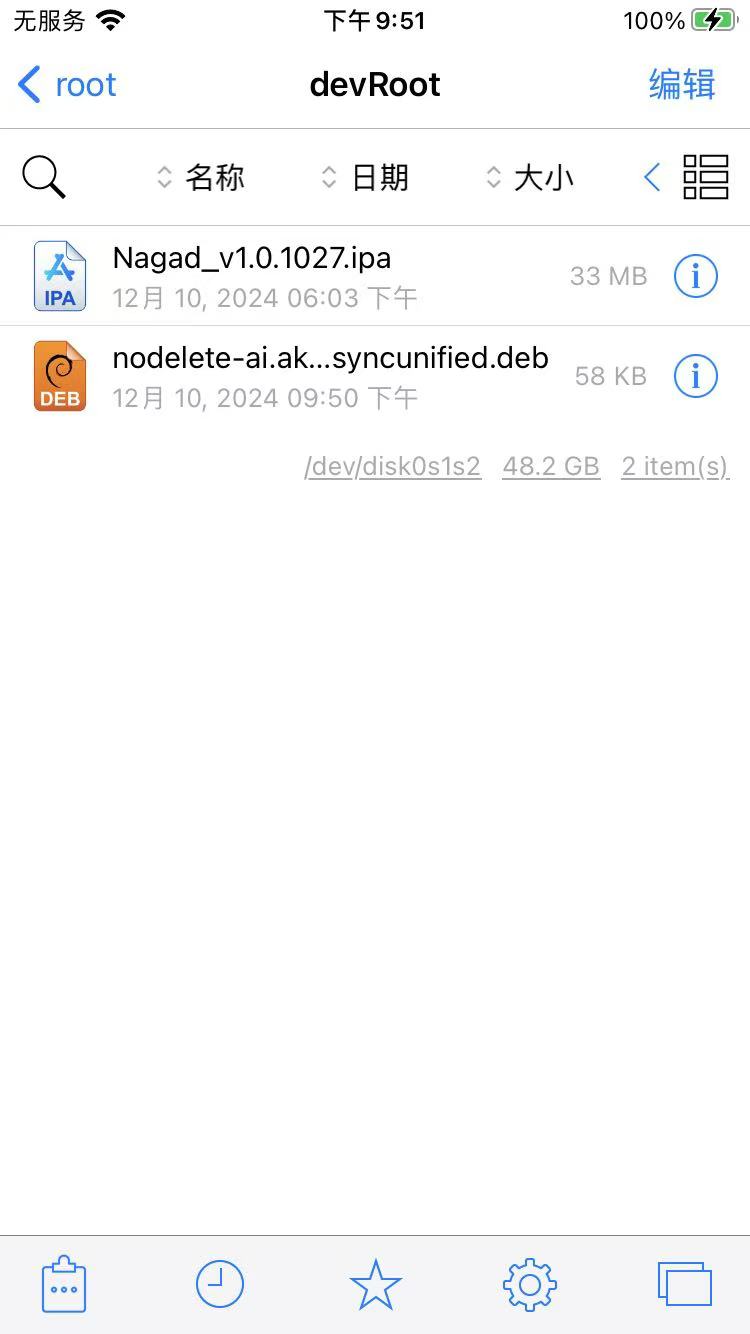 无服务 下午9:51 100%
root devRoot 编辑
名称 日期 大小
Nagad_v1.0.1027.ipa
IPA 33 MB
12月 10, 2024 06:03 下午
nodelete-ai.ak...syncunified.deb
DEB 58 KB
12月 10, 2024 09:50 下午
/dev/disk0s1s2 48.2 GB 2 item(s)